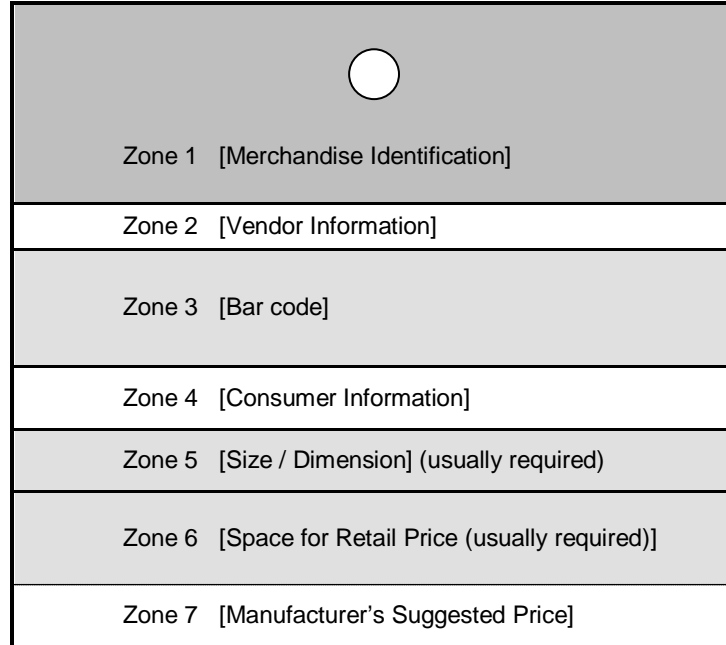 Zone 1 [Merchandise Identification]
Zone 2 [Vendor Information]
Zone 3 [Bar code]
Zone 4 [Consumer Information]
Zone 5 [Size / Dimension] (usually required)
Zone 6 [Space for Retail Price (usually required)]
Zone 7 [Manufacturer's Suggested Price]